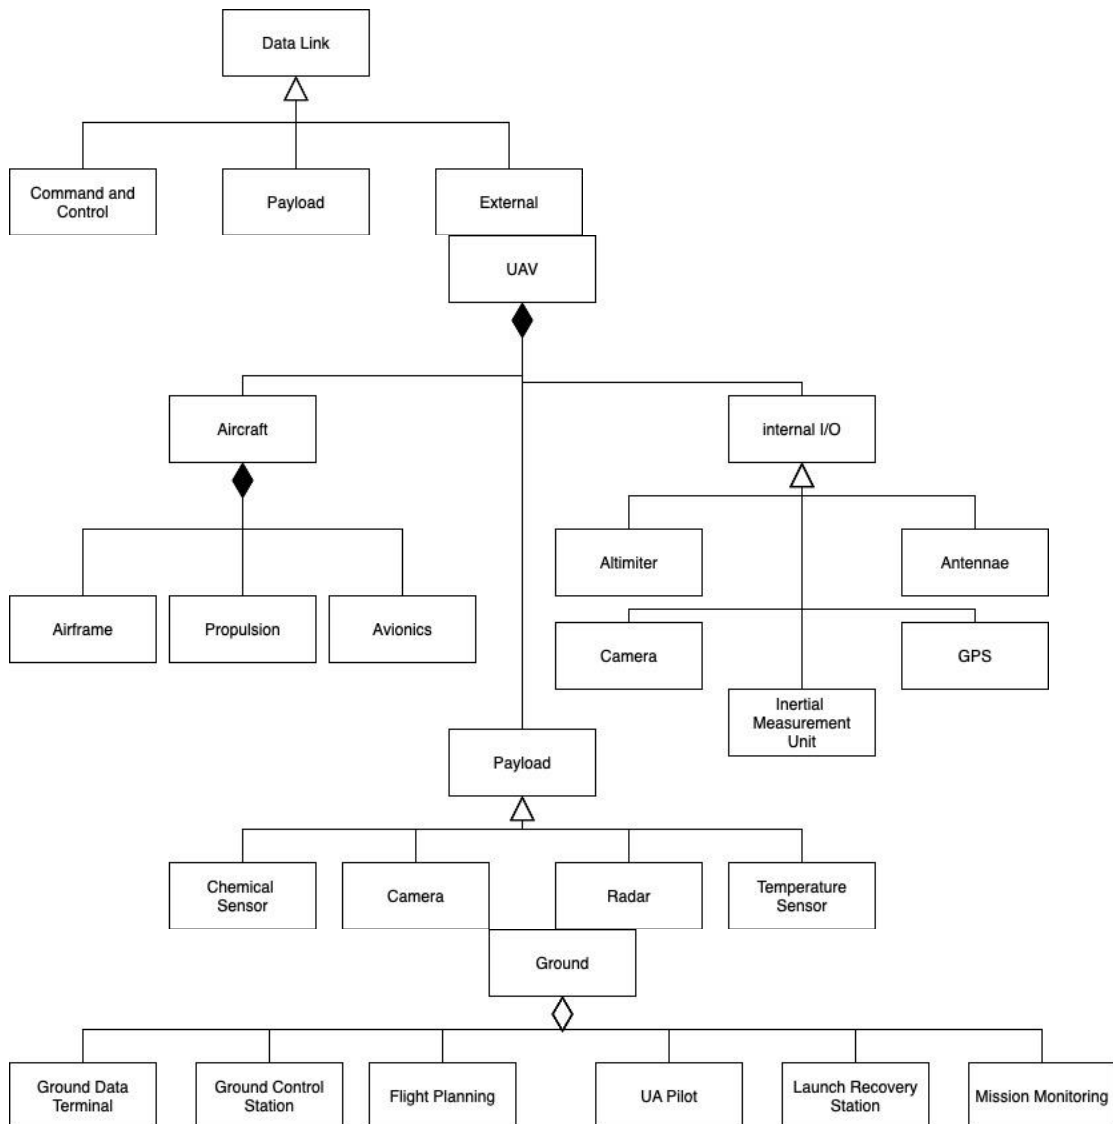 Data Link
Command and
Control
Payload
External
UAV
Aircraft
internal I/O
Altimiter
Antennae
Airframe
Propulsion
Avionics
Camera
GPS
Inertial
Measurement
Unit
Payload
Chemical
Sensor
Camera
Radar
Temperature
Sensor
Ground
Ground Data
Terminal
Ground Control
Station
Flight Planning
UA Pilot
Launch Recovery
Station
Mission Monitoring